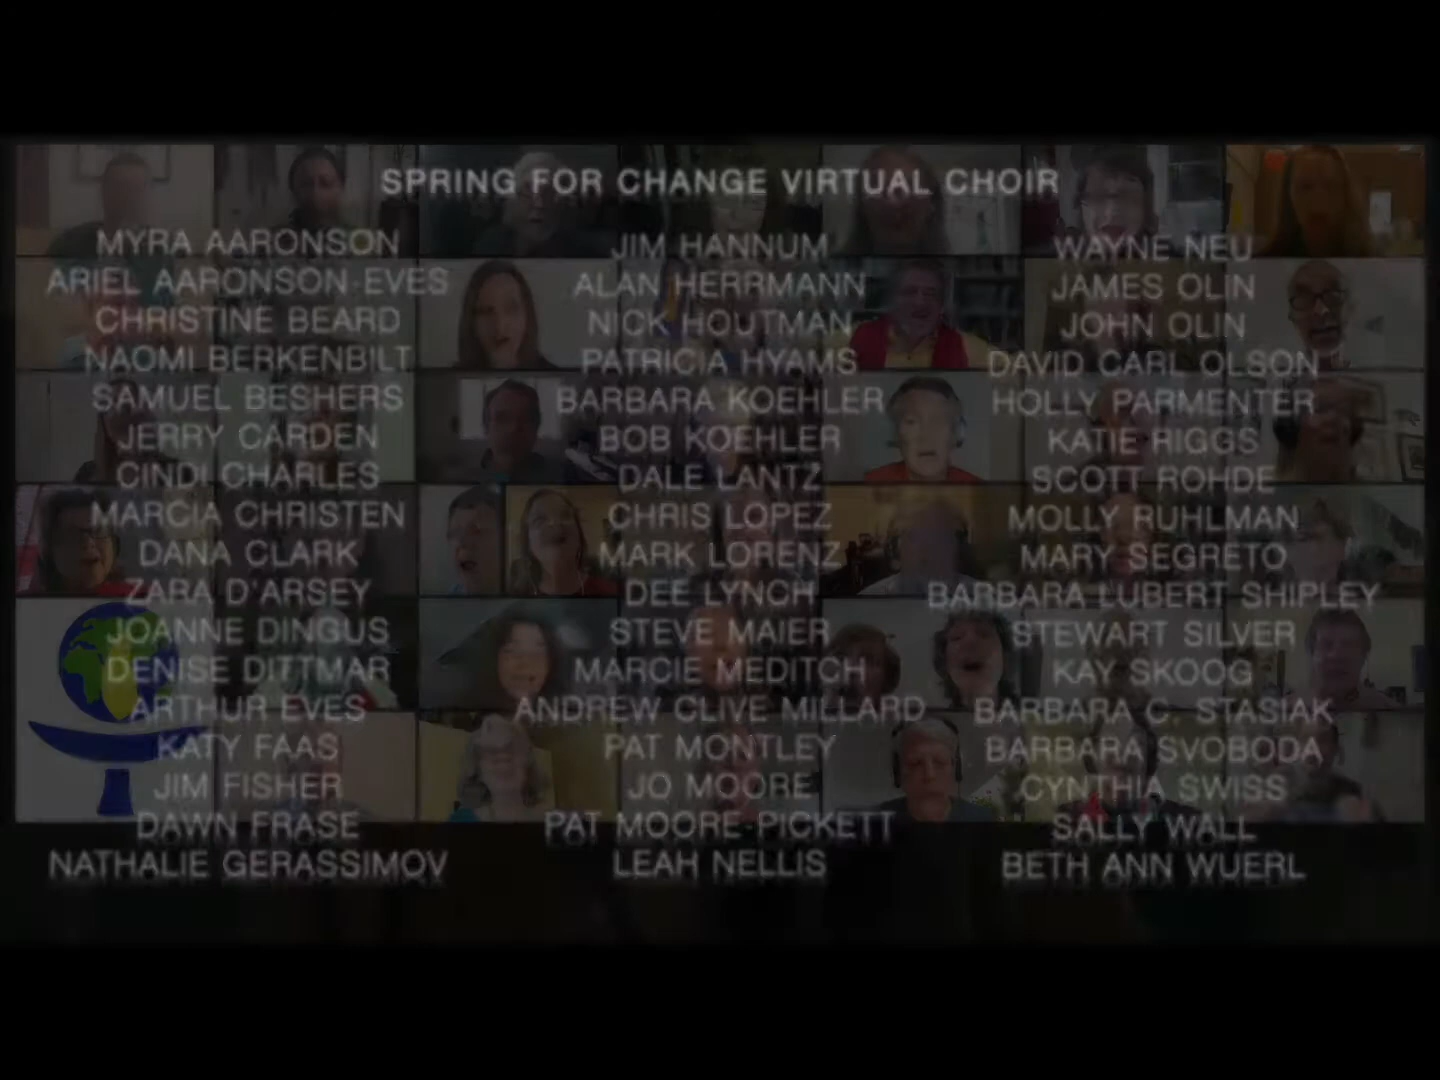 SPRING FOR CHANGE VIRTUAL CHOIR
MYRA AARONSON
ARIEL AARONSON-EVES
CHRISTINE BEARD
NAOMI BERKENBILT
SAMUEL BESHERS
JERRY CARDEN
CINDI CHARLES
MARCIA CHRISTEN
DANA CLARK
ZARA D'ARSEY
JOANNE DINGUS
DENISE DITTMAR
ARTHUR EVES
KATY FAAS
JIM FISHER
DAWN FRASE
NATHALIE GERASSIMOV
JIM HANNUM
ALAN HERRMANN
NICK HOUTMAN
PATRICIA HYAMS
BARBARA KOEHLER
BOB KOEHLER
DALE LANTZ
CHRIS LOPEZ
MARK LORENZ
DEE LYNCH
STEVE MAIER
MARCIE MEDITCH
ANDREW CLIVE MILLARD
PAT MONTLEY
JO MOORE
PAT MOORE-PICKETT
LEAH NELLIS
WAYNE NEU
JAMES OLIN
JOHN OLIN
DAVID CARL OLSON
HOLLY PARMENTER
KATIE RIGGS
SCOTT ROHDE
MOLLY RUHLMAN
MARY SEGRETO
BARBARA LUBERT SHIPLEY
STEWART SILVER
KAY SKOOG
BARBARA C. STASIAK
BARBARA SVOBODA
CYNTHIA SWISS
SALLY WALL
BETH ANN WUERL